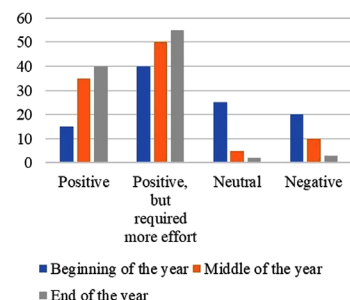 60
50
40
30
20
10
0
Positive
Positive,
but
required
more effort
Neutral
Negative
Beginning of the year
Middle of the year
End of the year